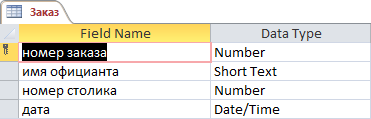 Заказ
Field Name Data Type
номер заказа Number
имя официанта Short Text
номер столика Number
дата Date/Time